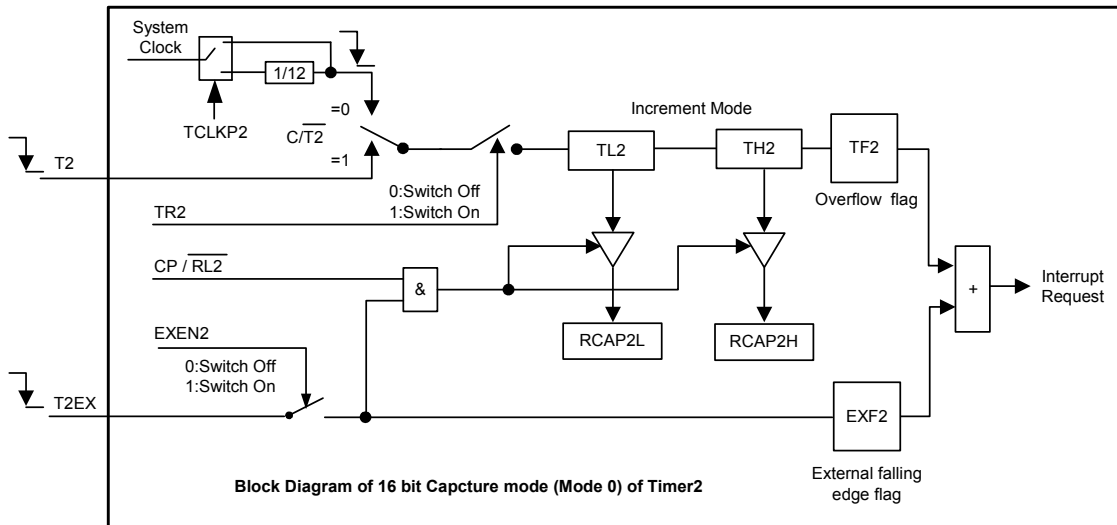 System
Clock
1/12
TCLKP2
=0
C/T2
=1
Increment Mode
TL2
TH2
TF2
Overflow flag
T2
0:Switch Off
1:Switch On
TR2
CP / RL2
&
+
Interrupt
Request
RCAP2L
RCAP2H
EXEN2
0:Switch Off
1:Switch On
T2EX
EXF2
External falling
edge flag
Block Diagram of 16 bit Capcture mode (Mode 0) of Timer2